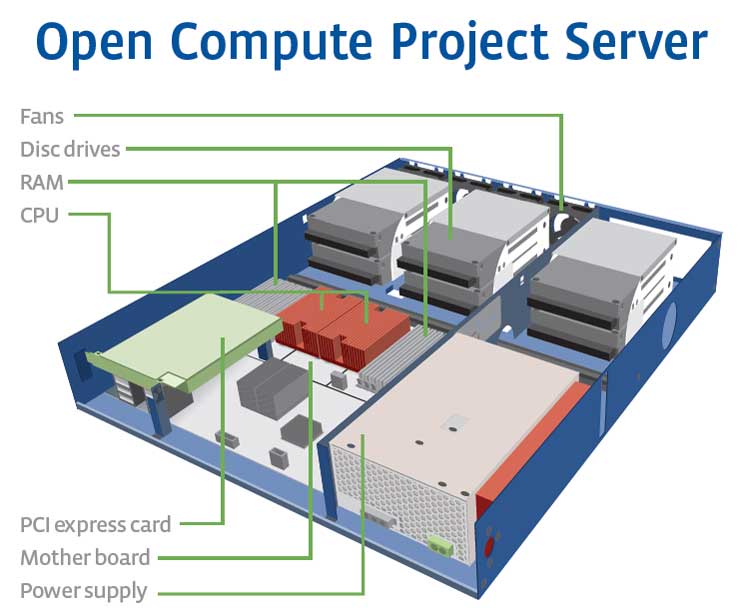 Open Compute Project Server
Fans
Disc drives
RAM
CPU
PCI express card
Mother board
Power supply